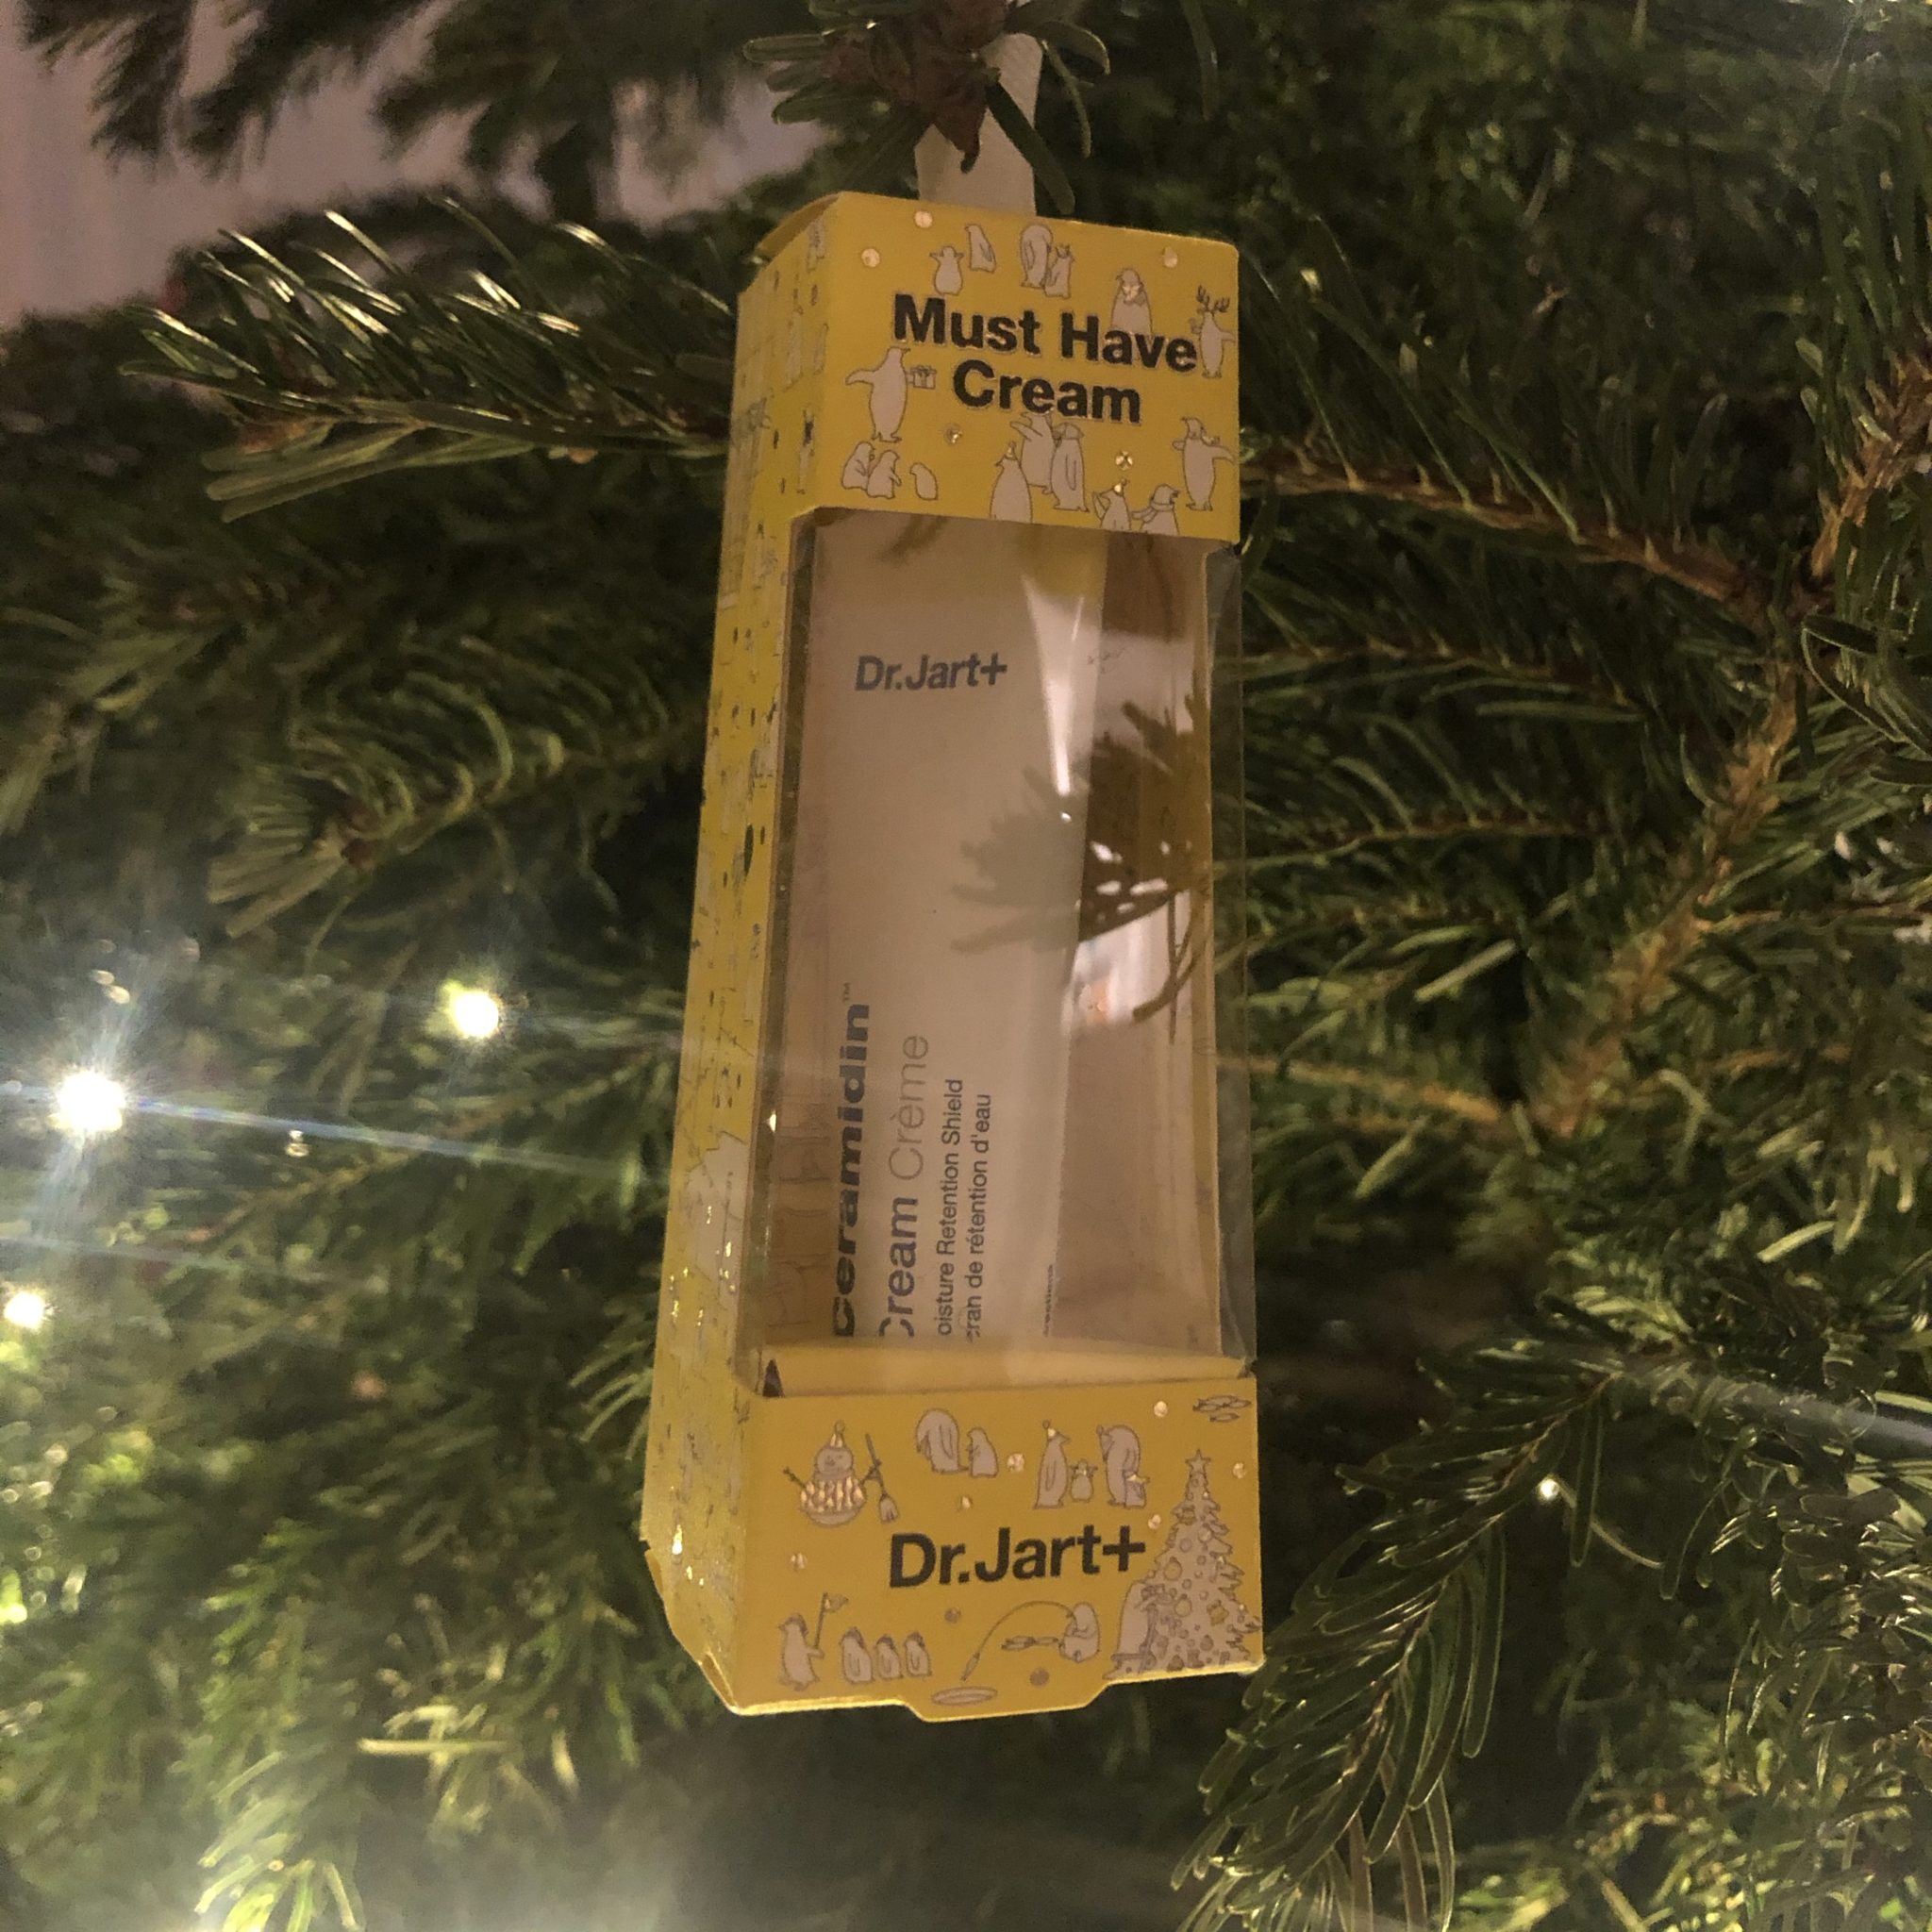 Must Have
Cream
Dr.Jart+
Ceramidin™
Cream Crème
oisture Retention Shield
cran de rétention d'eau
Dr.Jart+